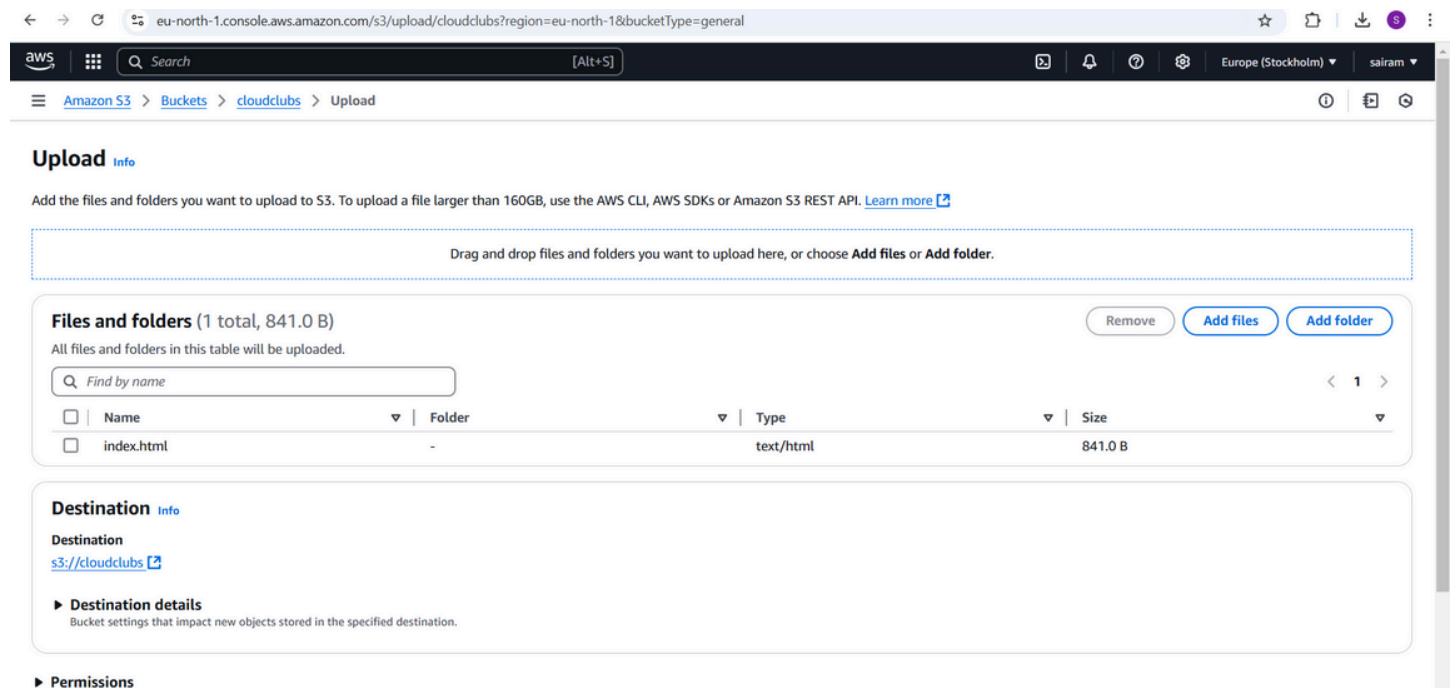 eu-north-1.console.aws.amazon.com/s3/upload/cloudclubs?region=eu-north-1&bucketType=general
S
aws
Search
[Alt+S]
Europe (Stockholm)
sairam
Amazon S3 > Buckets > cloudclubs > Upload
Upload Info
Add the files and folders you want to upload to S3. To upload a file larger than 160GB, use the AWS CLI, AWS SDKs or Amazon S3 REST API. Learn more
Drag and drop files and folders you want to upload here, or choose Add files or Add folder.
Files and folders (1 total, 841.0 B)
Remove
Add files
Add folder
All files and folders in this table will be uploaded.
Find by name
< 1 >
Name Folder Type Size
index.html - text/html 841.0 B
Destination Info
Destination
s3://cloudclubs
Destination details
Bucket settings that impact new objects stored in the specified destination.
Permissions